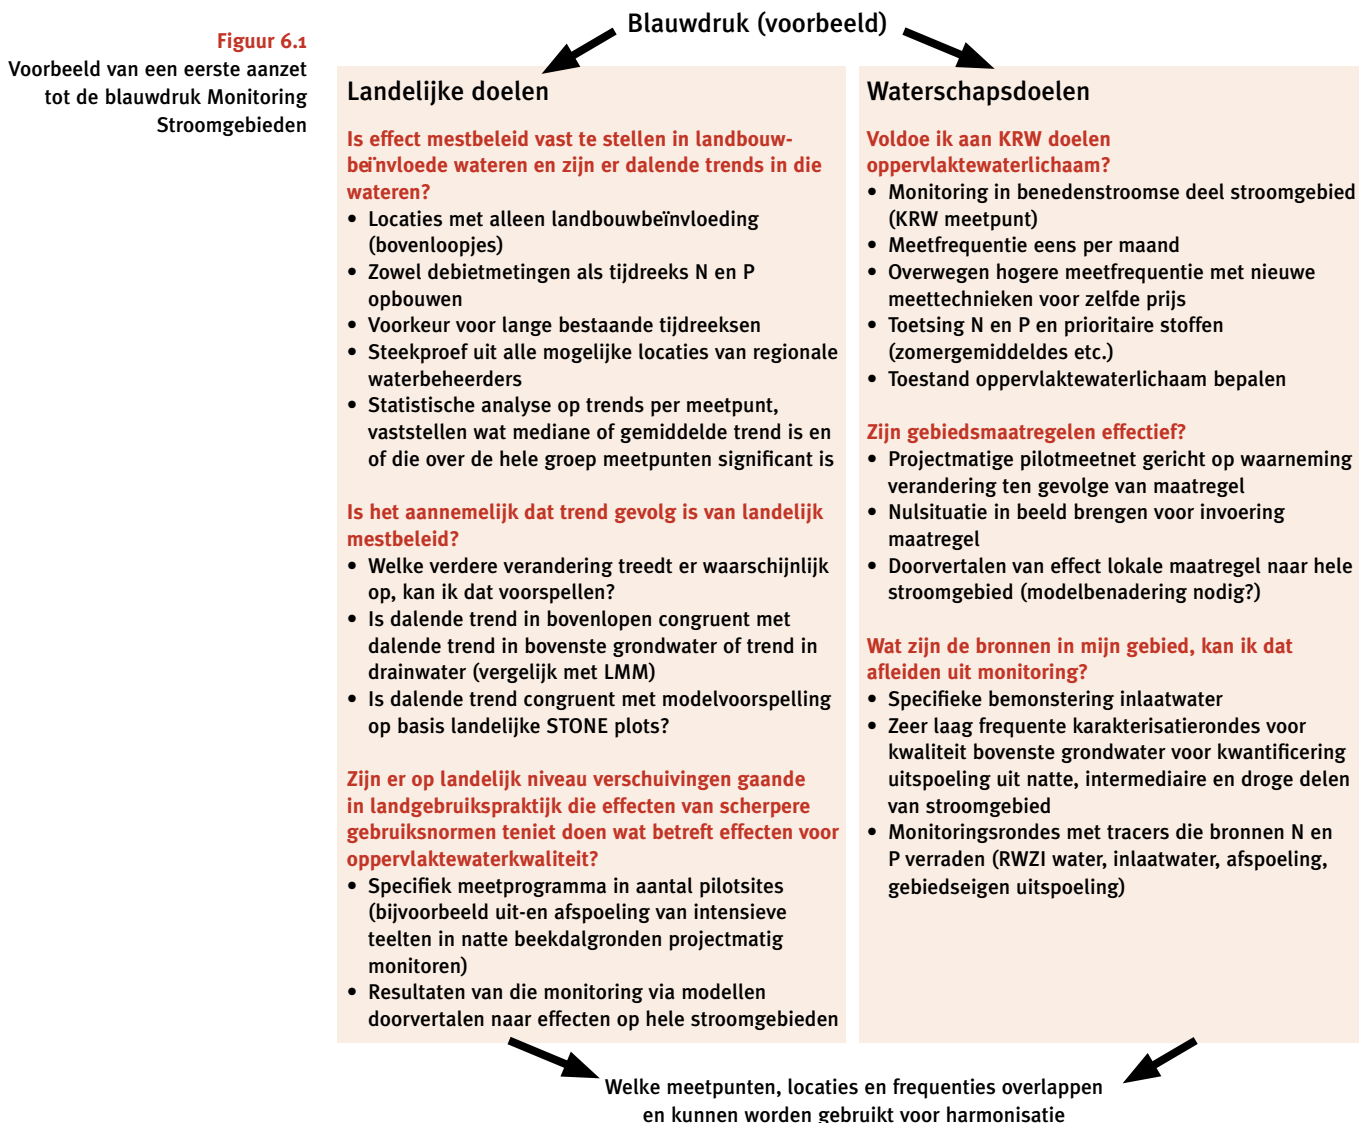 Blauwdruk (voorbeeld)
Figuur 6.1
Voorbeeld van een eerste aanzet
tot de blauwdruk Monitoring
Stroomgebieden
Landelijke doelen
Is effect mestbeleid vast te stellen in landbouw-
beïnvloede wateren en zijn er dalende trends in die
wateren?
• Locaties met alleen landbouwbeïnvloeding
(bovenloopjes)
• Zowel debietmetingen als tijdreeks N en P
opbouwen
• Voorkeur voor lange bestaande tijdreeksen
• Steekproef uit alle mogelijke locaties van regionale
waterbeheerders
• Statistische analyse op trends per meetpunt,
vaststellen wat mediane of gemiddelde trend is en
of die over de hele groep meetpunten significant is
Is het aannemelijk dat trend gevolg is van landelijk
mestbeleid?
• Welke verdere verandering treedt er waarschijnlijk
op, kan ik dat voorspellen?
• Is dalende trend in bovenlopen congruent met
dalende trend in bovenste grondwater of trend in
drainwater (vergelijk met LMM)
• Is dalende trend congruent met modelvoorspelling
op basis landelijke STONE plots?
Zijn er op landelijk niveau verschuivingen gaande
in landgebruikspraktijk die effecten van scherpere
gebruiksnormen teniet doen wat betreft effecten voor
oppervlaktewaterkwaliteit?
• Specifiek meetprogramma in aantal pilotsites
(bijvoorbeeld uit-en afspoeling van intensieve
teelten in natte beekdalgronden projectmatig
monitoren)
• Resultaten van die monitoring via modellen
doorvertalen naar effecten op hele stroomgebieden
Waterschapsdoelen
Voldoe ik aan KRW doelen
oppervlaktewaterlichaam?
• Monitoring in benedenstroomse deel stroomgebied
(KRW meetpunt)
• Meetfrequentie eens per maand
• Overwegen hogere meetfrequentie met nieuwe
meettechnieken voor zelfde prijs
• Toetsing N en P en prioritaire stoffen
(zomergemiddeldes etc.)
• Toestand oppervlaktewaterlichaam bepalen
Zijn gebiedsmaatregelen effectief?
• Projectmatige pilotmeetnet gericht op waarneming
verandering ten gevolge van maatregel
• Nulsituatie in beeld brengen voor invoering
maatregel
• Doorvertalen van effect lokale maatregel naar hele
stroomgebied (modelbenadering nodig?)
Wat zijn de bronnen in mijn gebied, kan ik dat
afleiden uit monitoring?
• Specifieke bemonstering inlaatwater
• Zeer laag frequente karakterisatierondes voor
kwaliteit bovenste grondwater voor kwantificering
uitspoeling uit natte, intermediaire en droge delen
van stroomgebied
• Monitoringsrondes met tracers die bronnen N en
P verraden (RWZI water, inlaatwater, afspoeling,
gebiedseigen uitspoeling)
Welke meetpunten, locaties en frequenties overlappen
en kunnen worden gebruikt voor harmonisatie